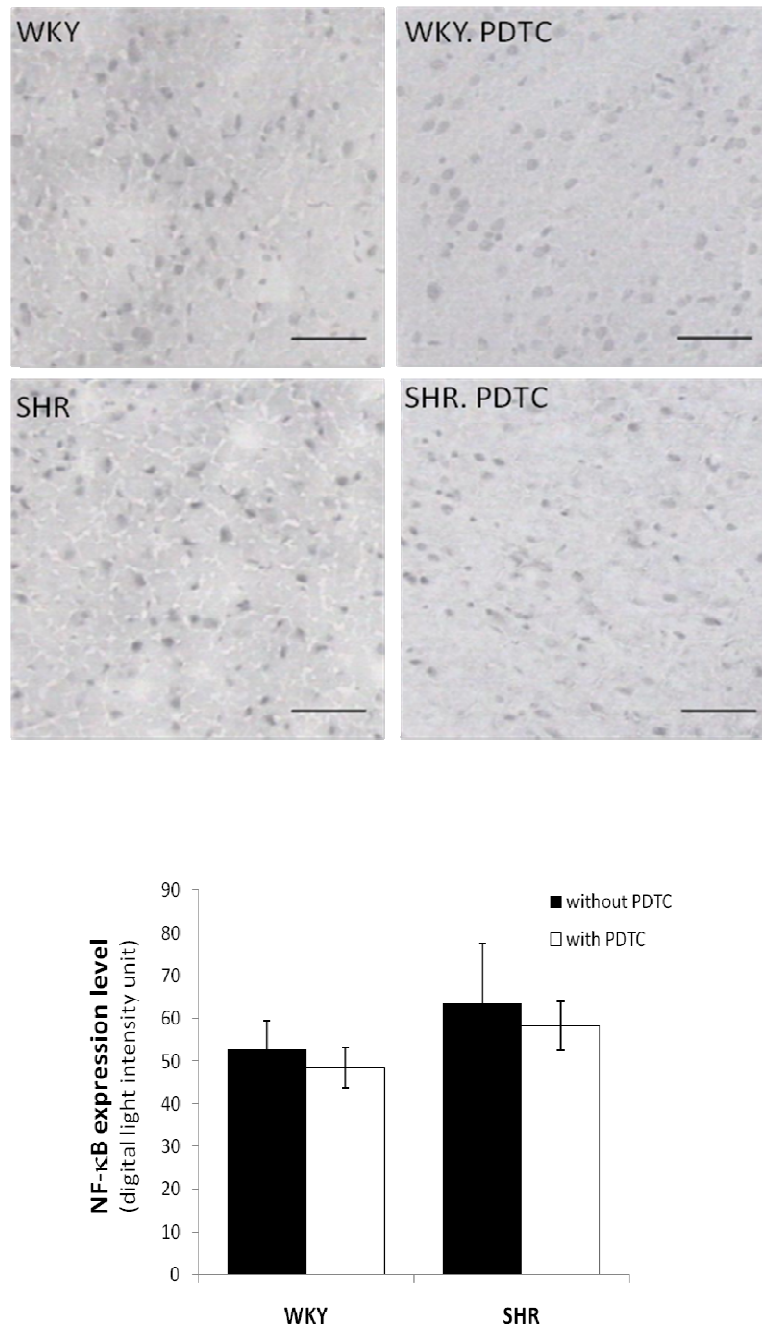 WKY
WKY. PDTC
SHR
SHR. PDTC
90
80
70
60
50
40
30
20
10
0
NF-κB expression level
(digital light intensity unit)
without PDTC
with PDTC
WKY
SHR